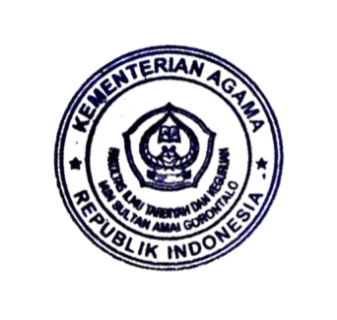 KEMENTERIAN AGAMA
FAKULTAS ILMU TARBIYAH DAN KEGURUAN
IAIN SULTAN AMAI GORONTALO
REPUBLIK INDONESIA